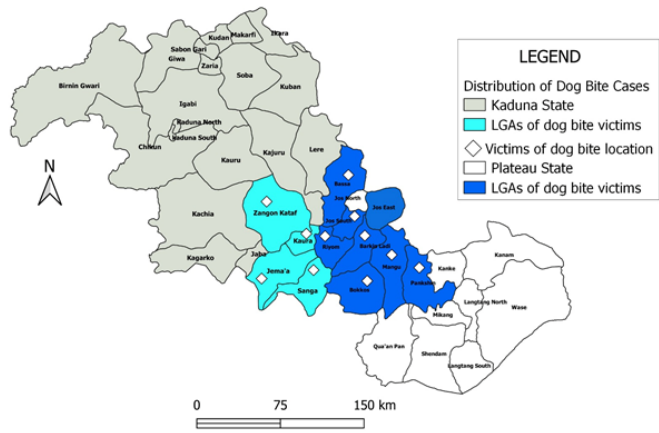 LEGEND
Distribution of Dog Bite Cases
Kaduna State
LGAs of dog bite victims
Victims of dog bite location
Plateau State
LGAs of dog bite victims
Ikara
Kudan
Makarfi
Sabon Gari
Giwa
Zaria
Soba
Birnin Gwari
Kuban
Igabi
Kaduna North
Kaduna South
Chikun
Kauru
Kajuru
Lere
Bassa
Jos North
Jos East
Jos South
Zangon Kataf
Kachia
Kaura
Riyom
Barkin Ladi
Jaba
Kagarko
Jema'a
Sanga
Mangu
Bokkos
Pankshin
Kanke
Kanam
Langtang North
Wase
Mikang
Qua'an Pan
Shendam
Langtang South
N
0 75 150 km